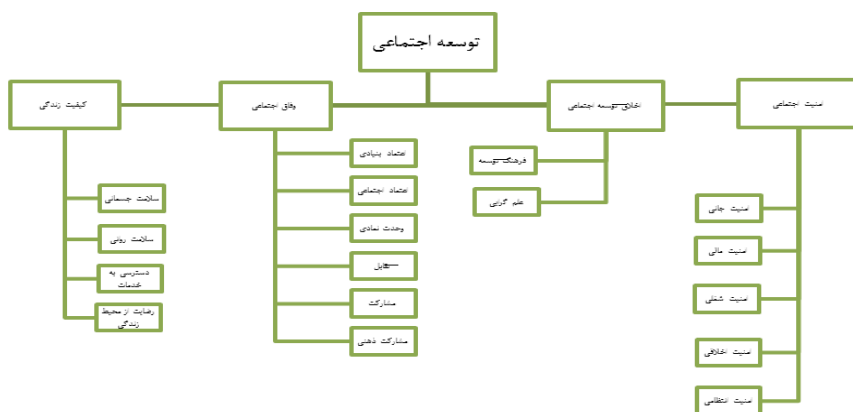 توسعه اجتماعی
امنیت اجتماعی
اخلاق توسعه اجتماعی
وفاق اجتماعی
کیفیت زندگی
امنیت جانی
امنیت مالی
امنیت شغلی
امنیت اخلاقی
امنیت انتظامی
فرهنگ توسعه
علم گرایی
اعتماد بنیادی
اعتماد اجتماعی
وحدت نمادی
مشارکت
مشارکت ذهنی
سلامت جسمانی
سلامت روانی
دسترسی به
خدمات
رضایت از محیط
زندگی